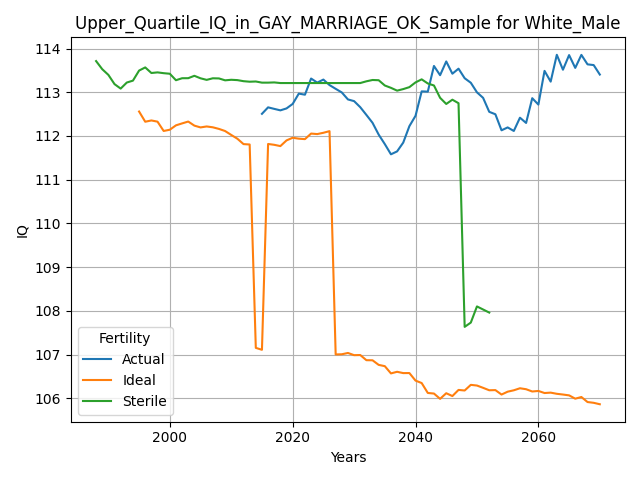 Upper_Quartile_IQ_in_GAY_MARRIAGE_OK_Sample for White_Male
114
113
112
111
110
109
108
107
106
IQ
Fertility
Actual
Ideal
Sterile
2000 2020 2040 2060
Years